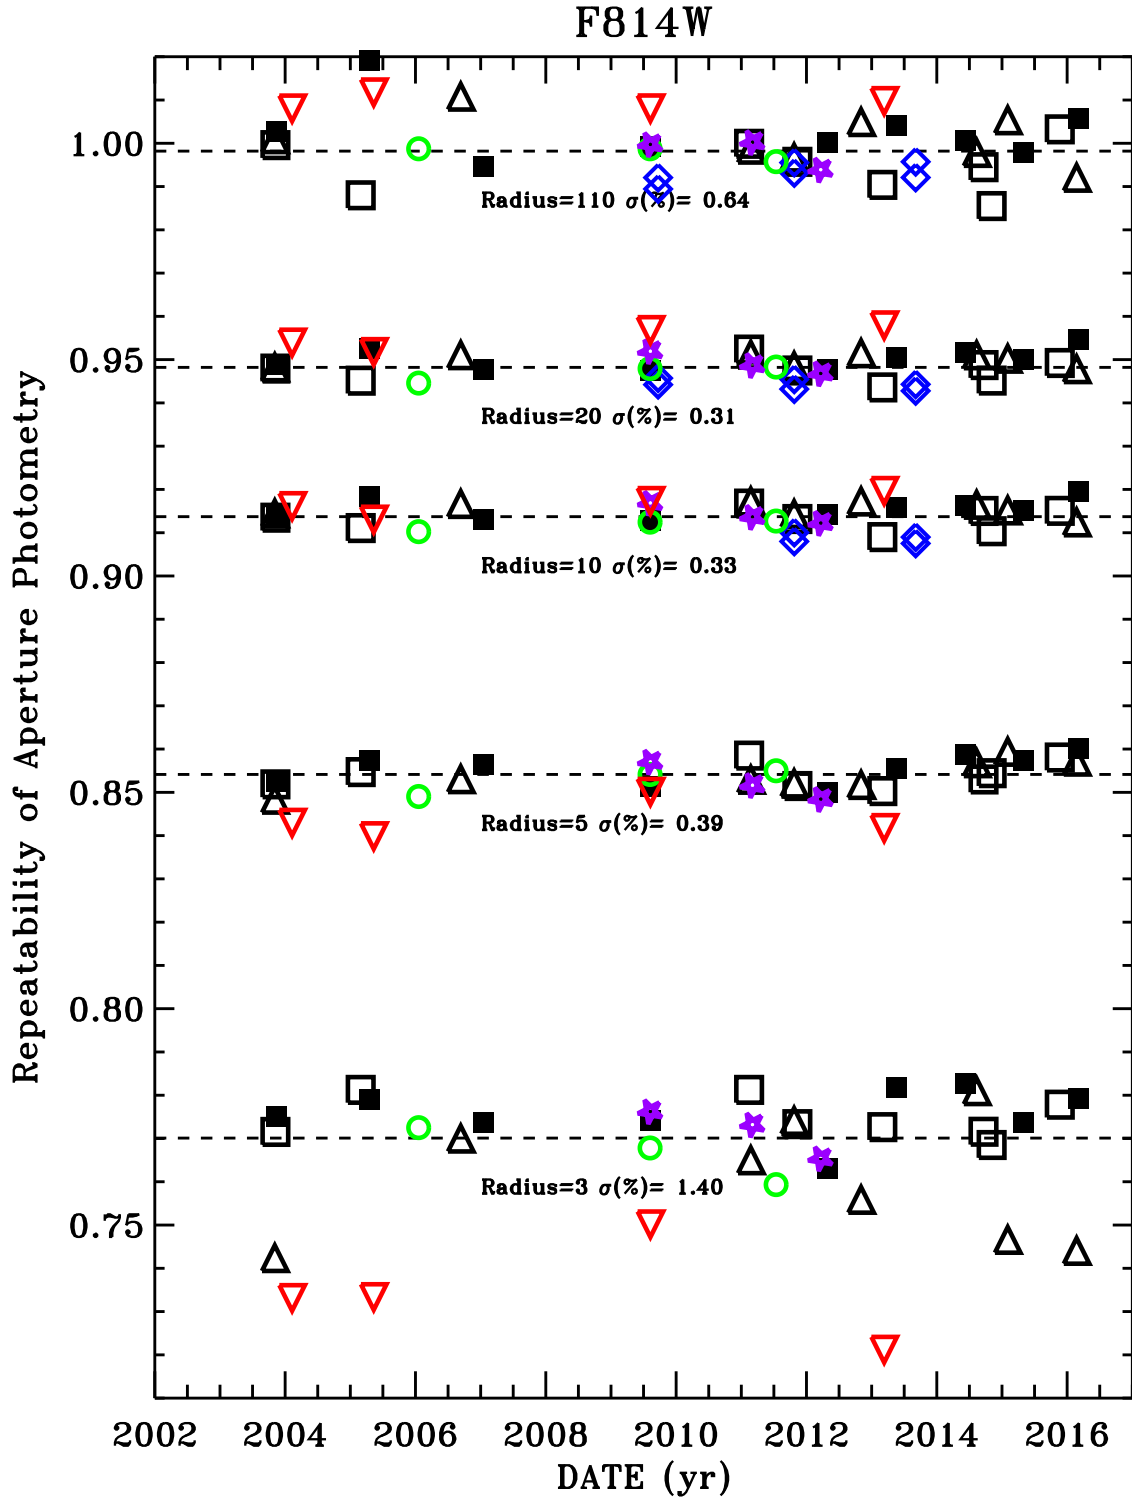 F814W
Repeatability of Aperture Photometry
1.00
Radius=110 σ(%)= 0.64
0.95
Radius=20 σ(%)= 0.31
Radius=10 σ(%)= 0.33
0.90
0.85
Radius=5 σ(%)= 0.39
0.80
Radius=3 σ(%)= 1.40
0.75
2002 2004 2006 2008 2010 2012 2014 2016
DATE (yr)